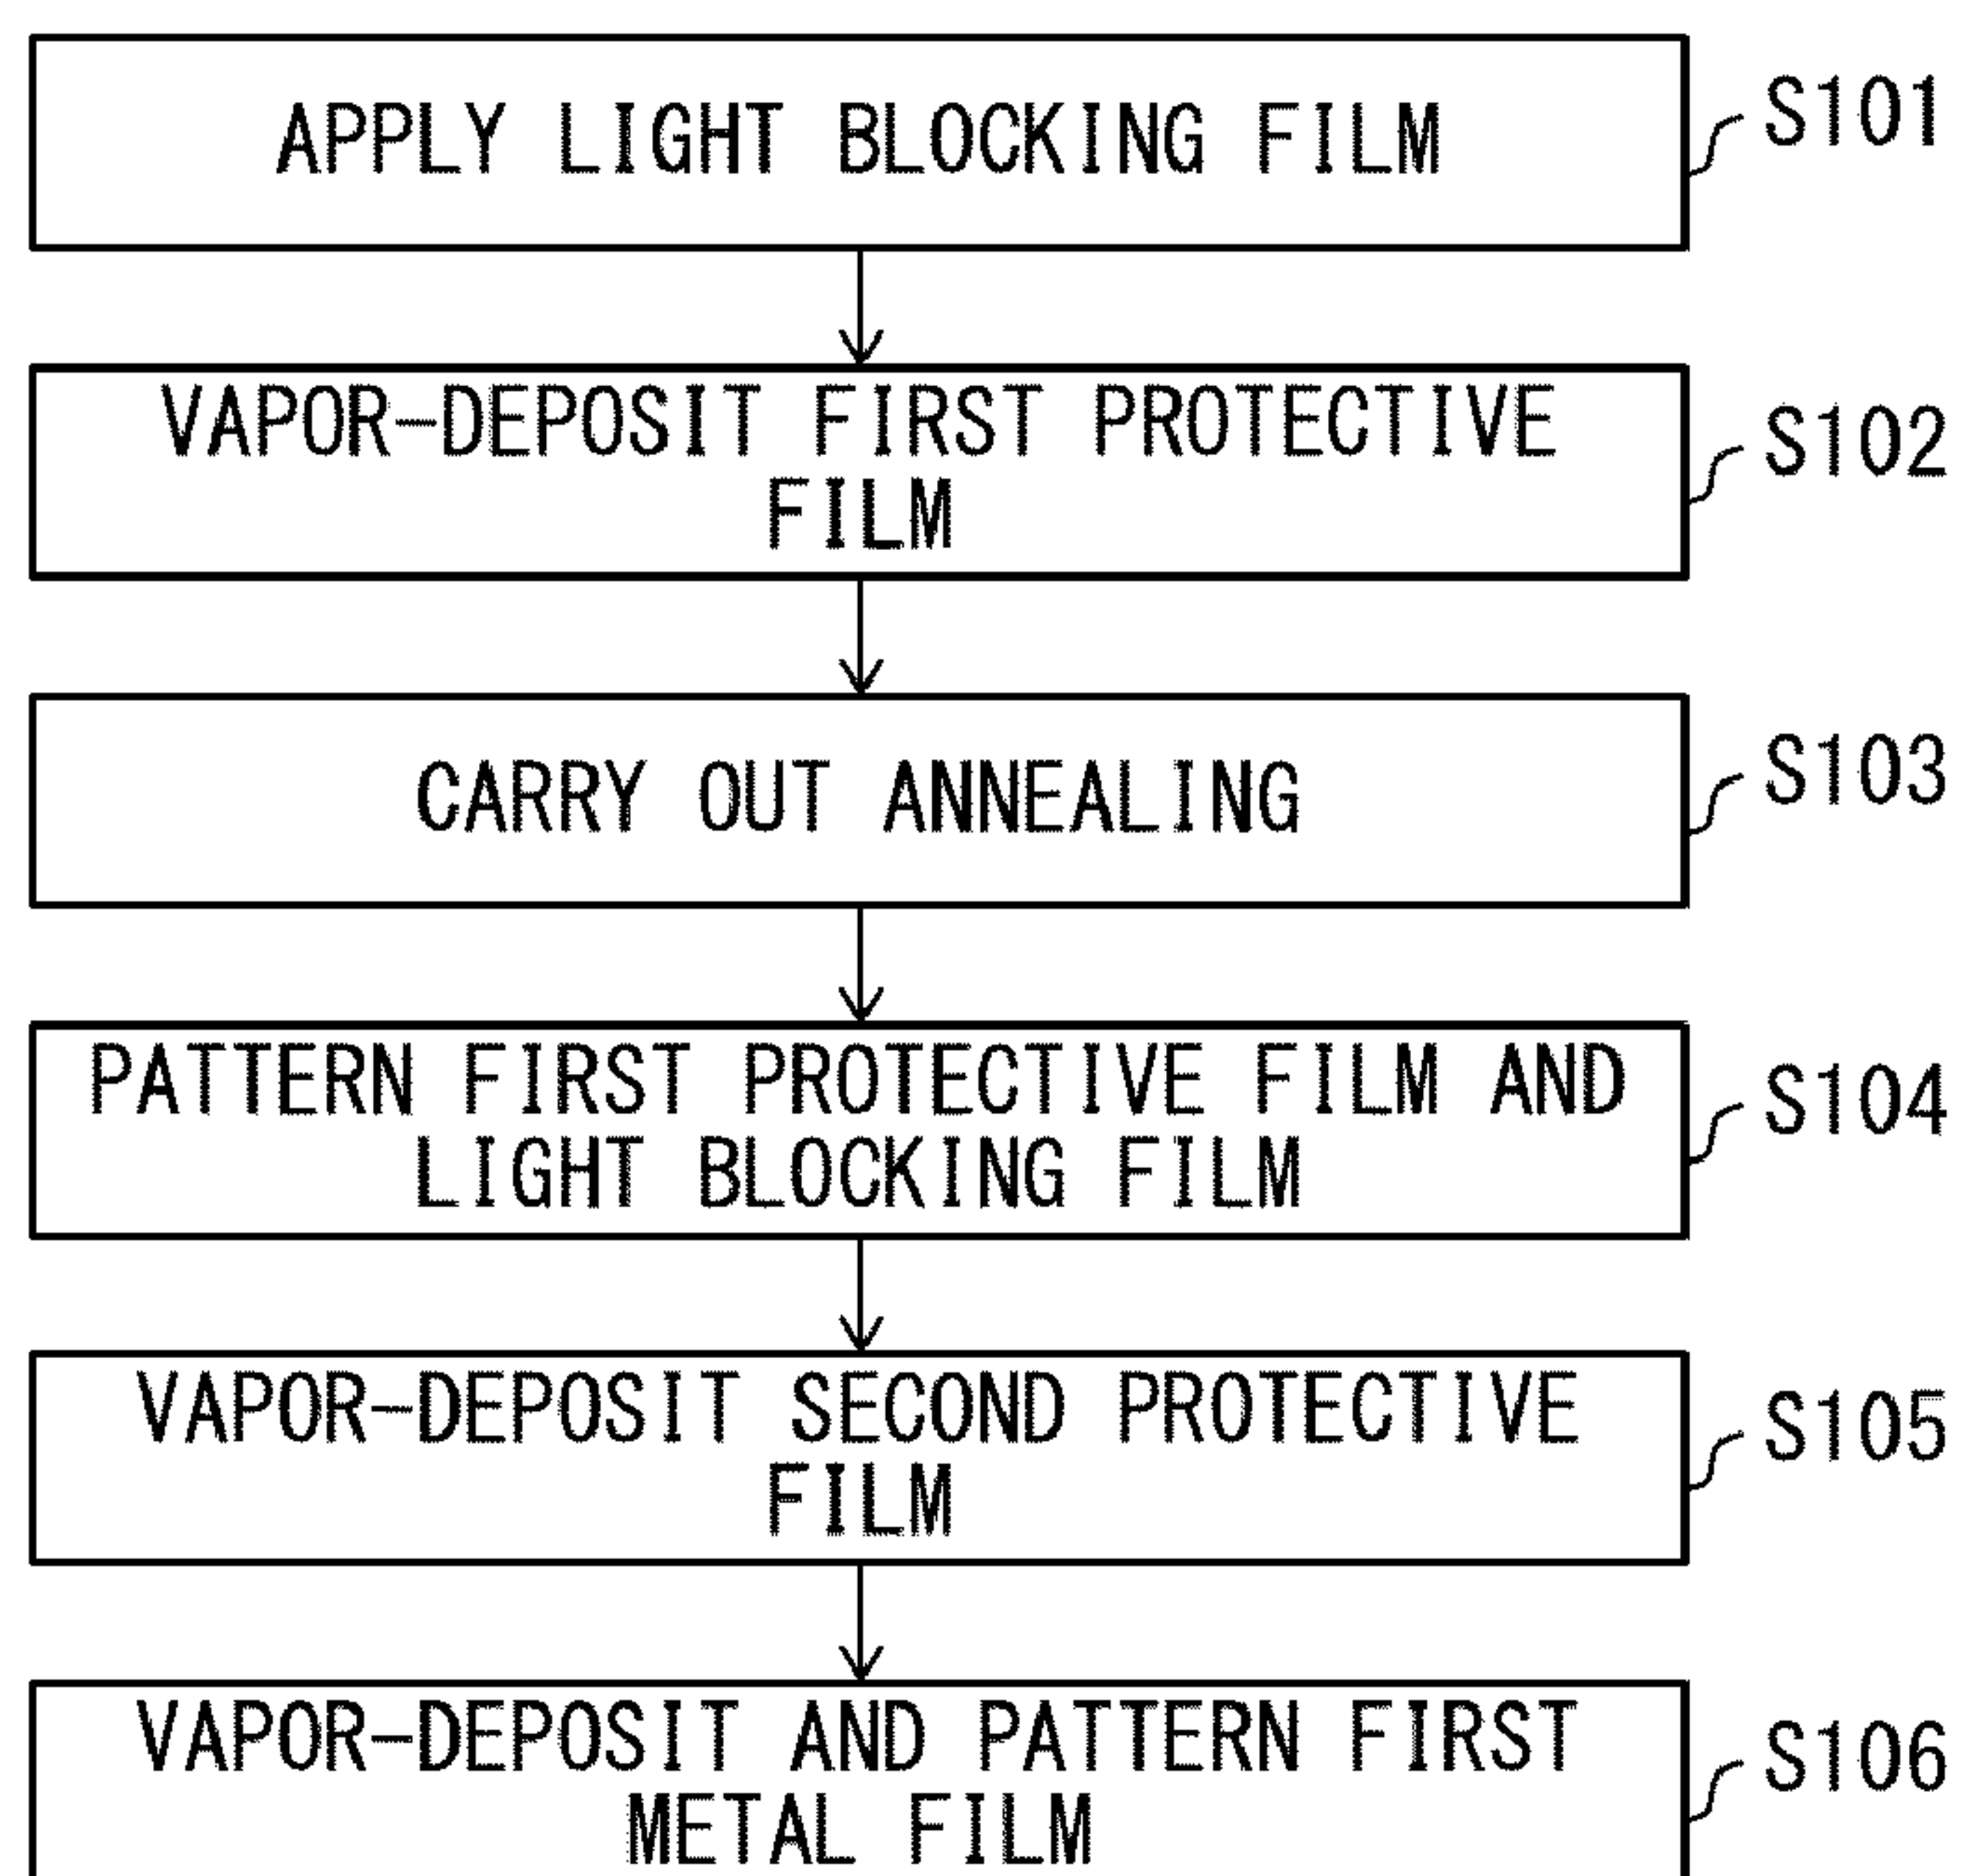 APPLY LIGHT BLOCKING FILM
S101
VAPOR-DEPOSIT FIRST PROTECTIVE
FILM
S102
CARRY OUT ANNEALING
S103
PATTERN FIRST PROTECTIVE FILM AND
LIGHT BLOCKING FILM
S104
VAPOR-DEPOSIT SECOND PROTECTIVE
FILM
S105
VAPOR-DEPOSIT AND PATTERN FIRST
METAL FILM
S106